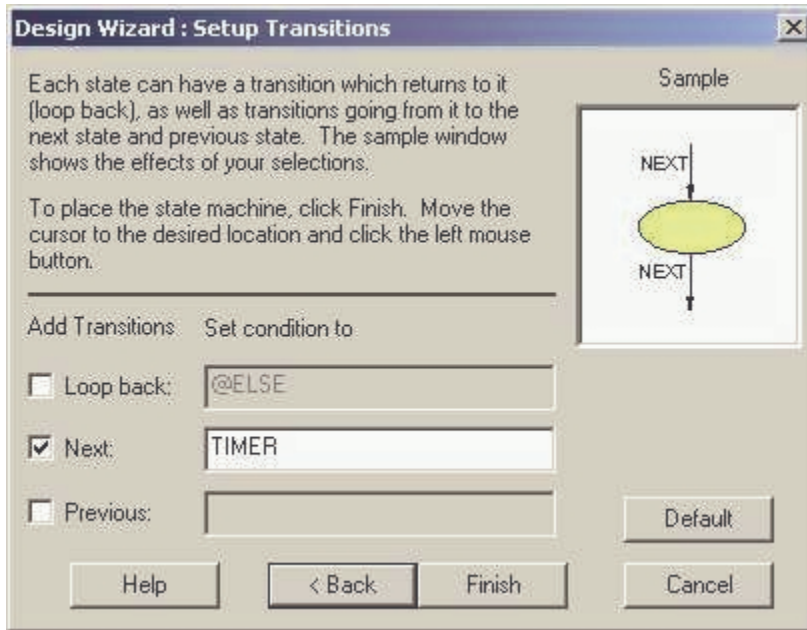 Design Wizard : Setup Transitions
Each state can have a transition which returns to it
(loop back), as well as transitions going from it to the
next state and previous state. The sample window
shows the effects of your selections.
To place the state machine, click Finish. Move the
cursor to the desired location and click the left mouse
button.
Sample
NEXT
NEXT
Add Transitions Set condition to
Loop back: @ELSE
Next: TIMER
Previous:
Default
Help < Back Finish Cancel